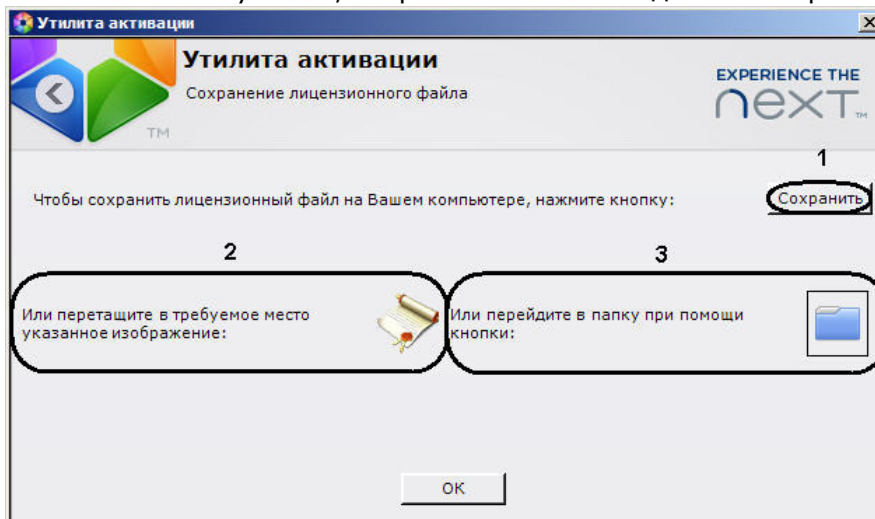 Утилита активации
Утилита активации
Сохранение лицензионного файла
EXPERIENCE THE
next™
TM
1
Чтобы сохранить лицензионный файл на Вашем компьютере, нажмите кнопку:
Сохранить
2
3
Или перетащите в требуемое место
указанное изображение:
Или перейдите в папку при помощи
кнопки:
OK